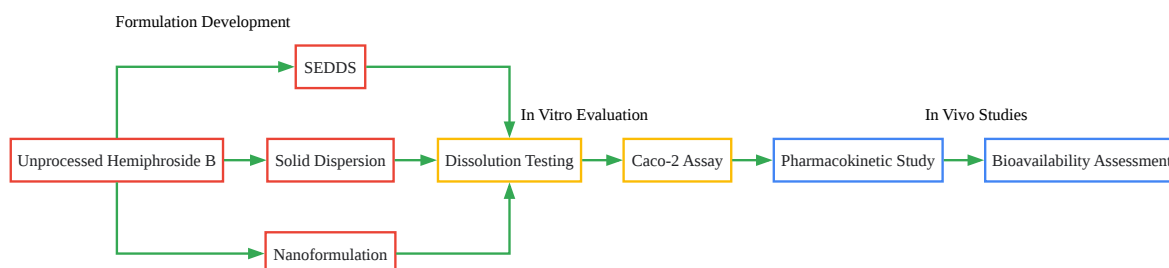 Formulation Development
SEDDS
In Vitro Evaluation
In Vivo Studies
Unprocessed Hemiphroside B
Solid Dispersion
Dissolution Testing
Caco-2 Assay
Pharmacokinetic Study
Bioavailability Assessment
Nanoformulation